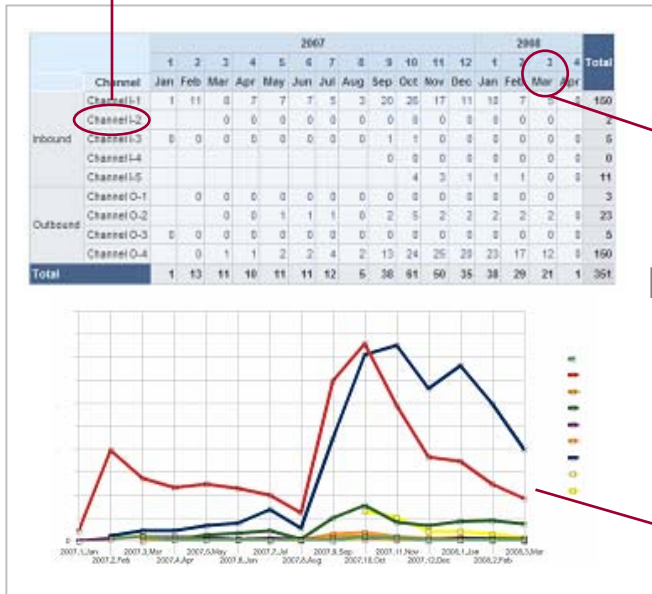 2007 2008
1 2 3 4 5 6 7 8 9 10 11 12 1 2 3 4 Total
Channel Jan Feb Mar Apr May Jun Jul Aug Sep Oct Nov Dec Jan Feb Mar Apr
Channel I-1 1 11 8 7 7 7 5 3 20 26 17 11 10 7 5 0 150
Channel I-2 0 0 0 0 0 0 0 0 0 0 0 0 0 0 2
Inbound Channel I-3 0 0 0 0 0 0 0 0 1 1 0 0 0 0 0 0 5
Channel I-4 0 0 0 0 0 0 0 0 0
Channel I-5 4 3 1 1 1 0 0 11
Channel O-1 0 0 0 0 0 0 0 0 0 0 0 0 0 0 0 3
Outbound Channel O-2 0 0 1 1 1 0 2 5 2 2 2 2 2 0 23
Channel O-3 0 0 0 0 0 0 0 0 0 0 0 0 0 0 0 0 5
Channel O-4 0 1 1 2 2 4 2 13 24 25 20 23 17 12 0 150
Total 1 13 11 10 11 11 12 5 38 61 50 35 38 29 21 1 351
0
2007,1,Jan 2007,3,Mar 2007,5,May 2007,7,Jul 2007,9,Sep 2007,11,Nov 2008,1,Jan 2008,3,Mar
2007,2,Feb 2007,4,Apr 2007,6,Jun 2007,8,Aug 2007,10,Oct 2007,12,Dec 2008,2,Feb